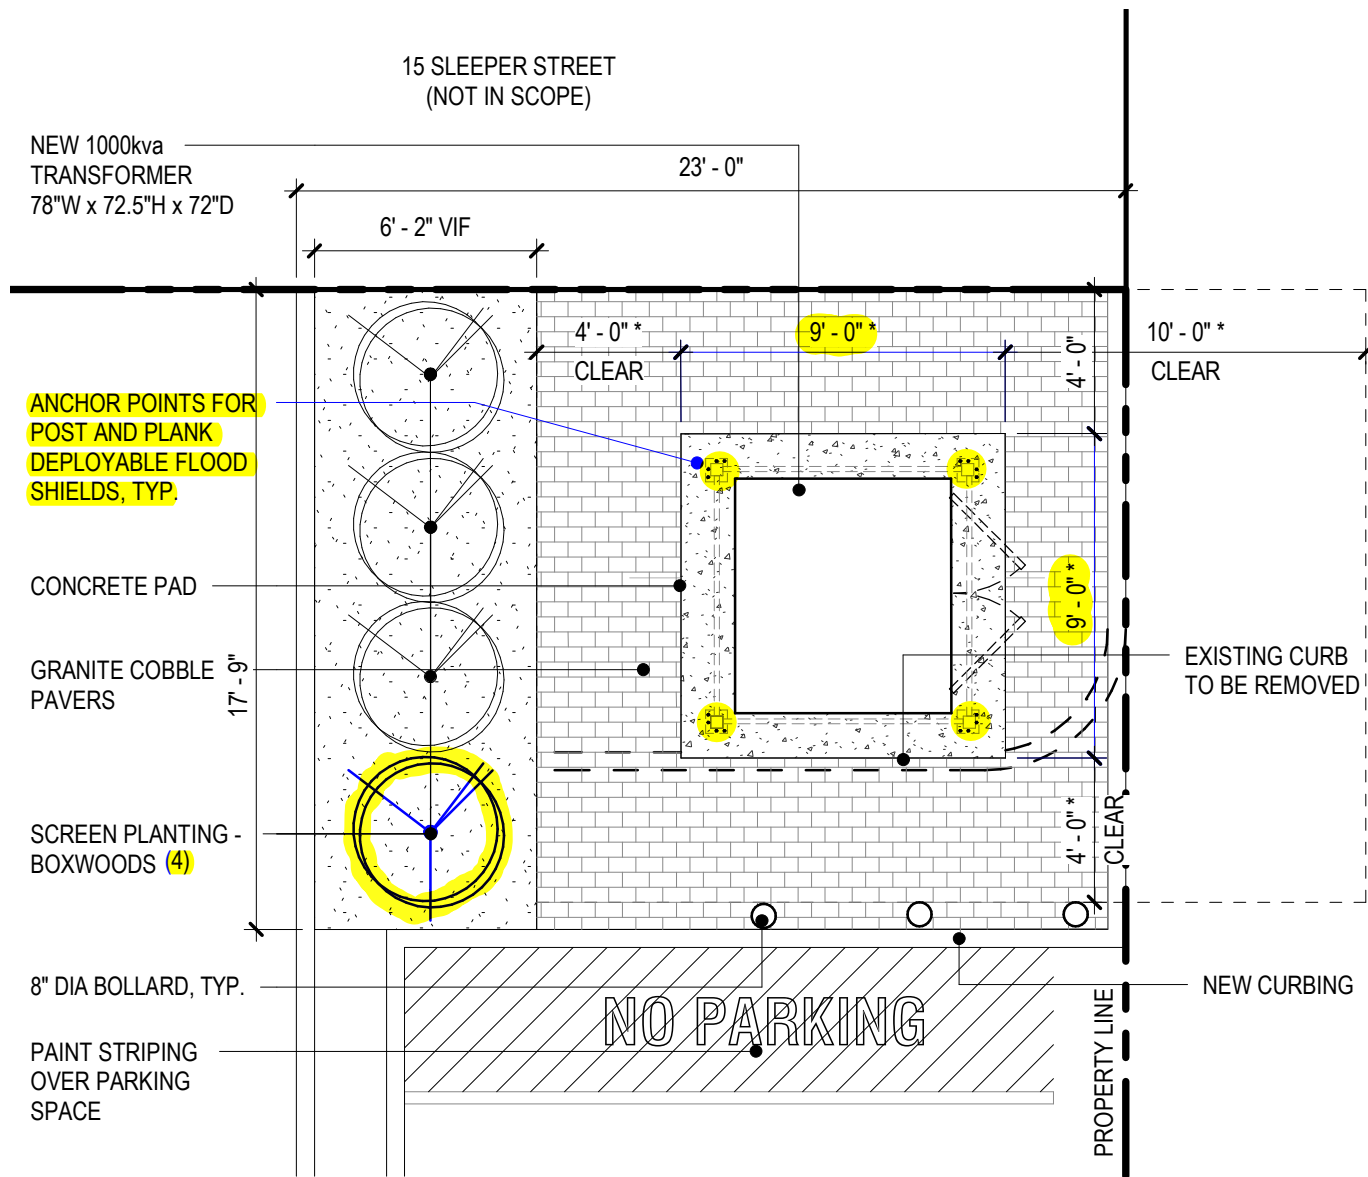 15 SLEEPER STREET
(NOT IN SCOPE)
NEW 1000kva
TRANSFORMER
78"W x 72.5"H x 72"D
23' - 0"
6' - 2" VIF
4' - 0" *
CLEAR
9' - 0" *
4' - 0"
10' - 0" *
CLEAR
ANCHOR POINTS FOR
POST AND PLANK
DEPLOYABLE FLOOD
SHIELDS, TYP.
CONCRETE PAD
9' - 0" *
GRANITE COBBLE
PAVERS
17' - 9"
EXISTING CURB
TO BE REMOVED
SCREEN PLANTING -
BOXWOODS (4)
4' - 0" *
CLEAR
8" DIA BOLLARD, TYP.
NEW CURBING
NO PARKING
PAINT STRIPING
OVER PARKING
SPACE
PROPERTY LINE